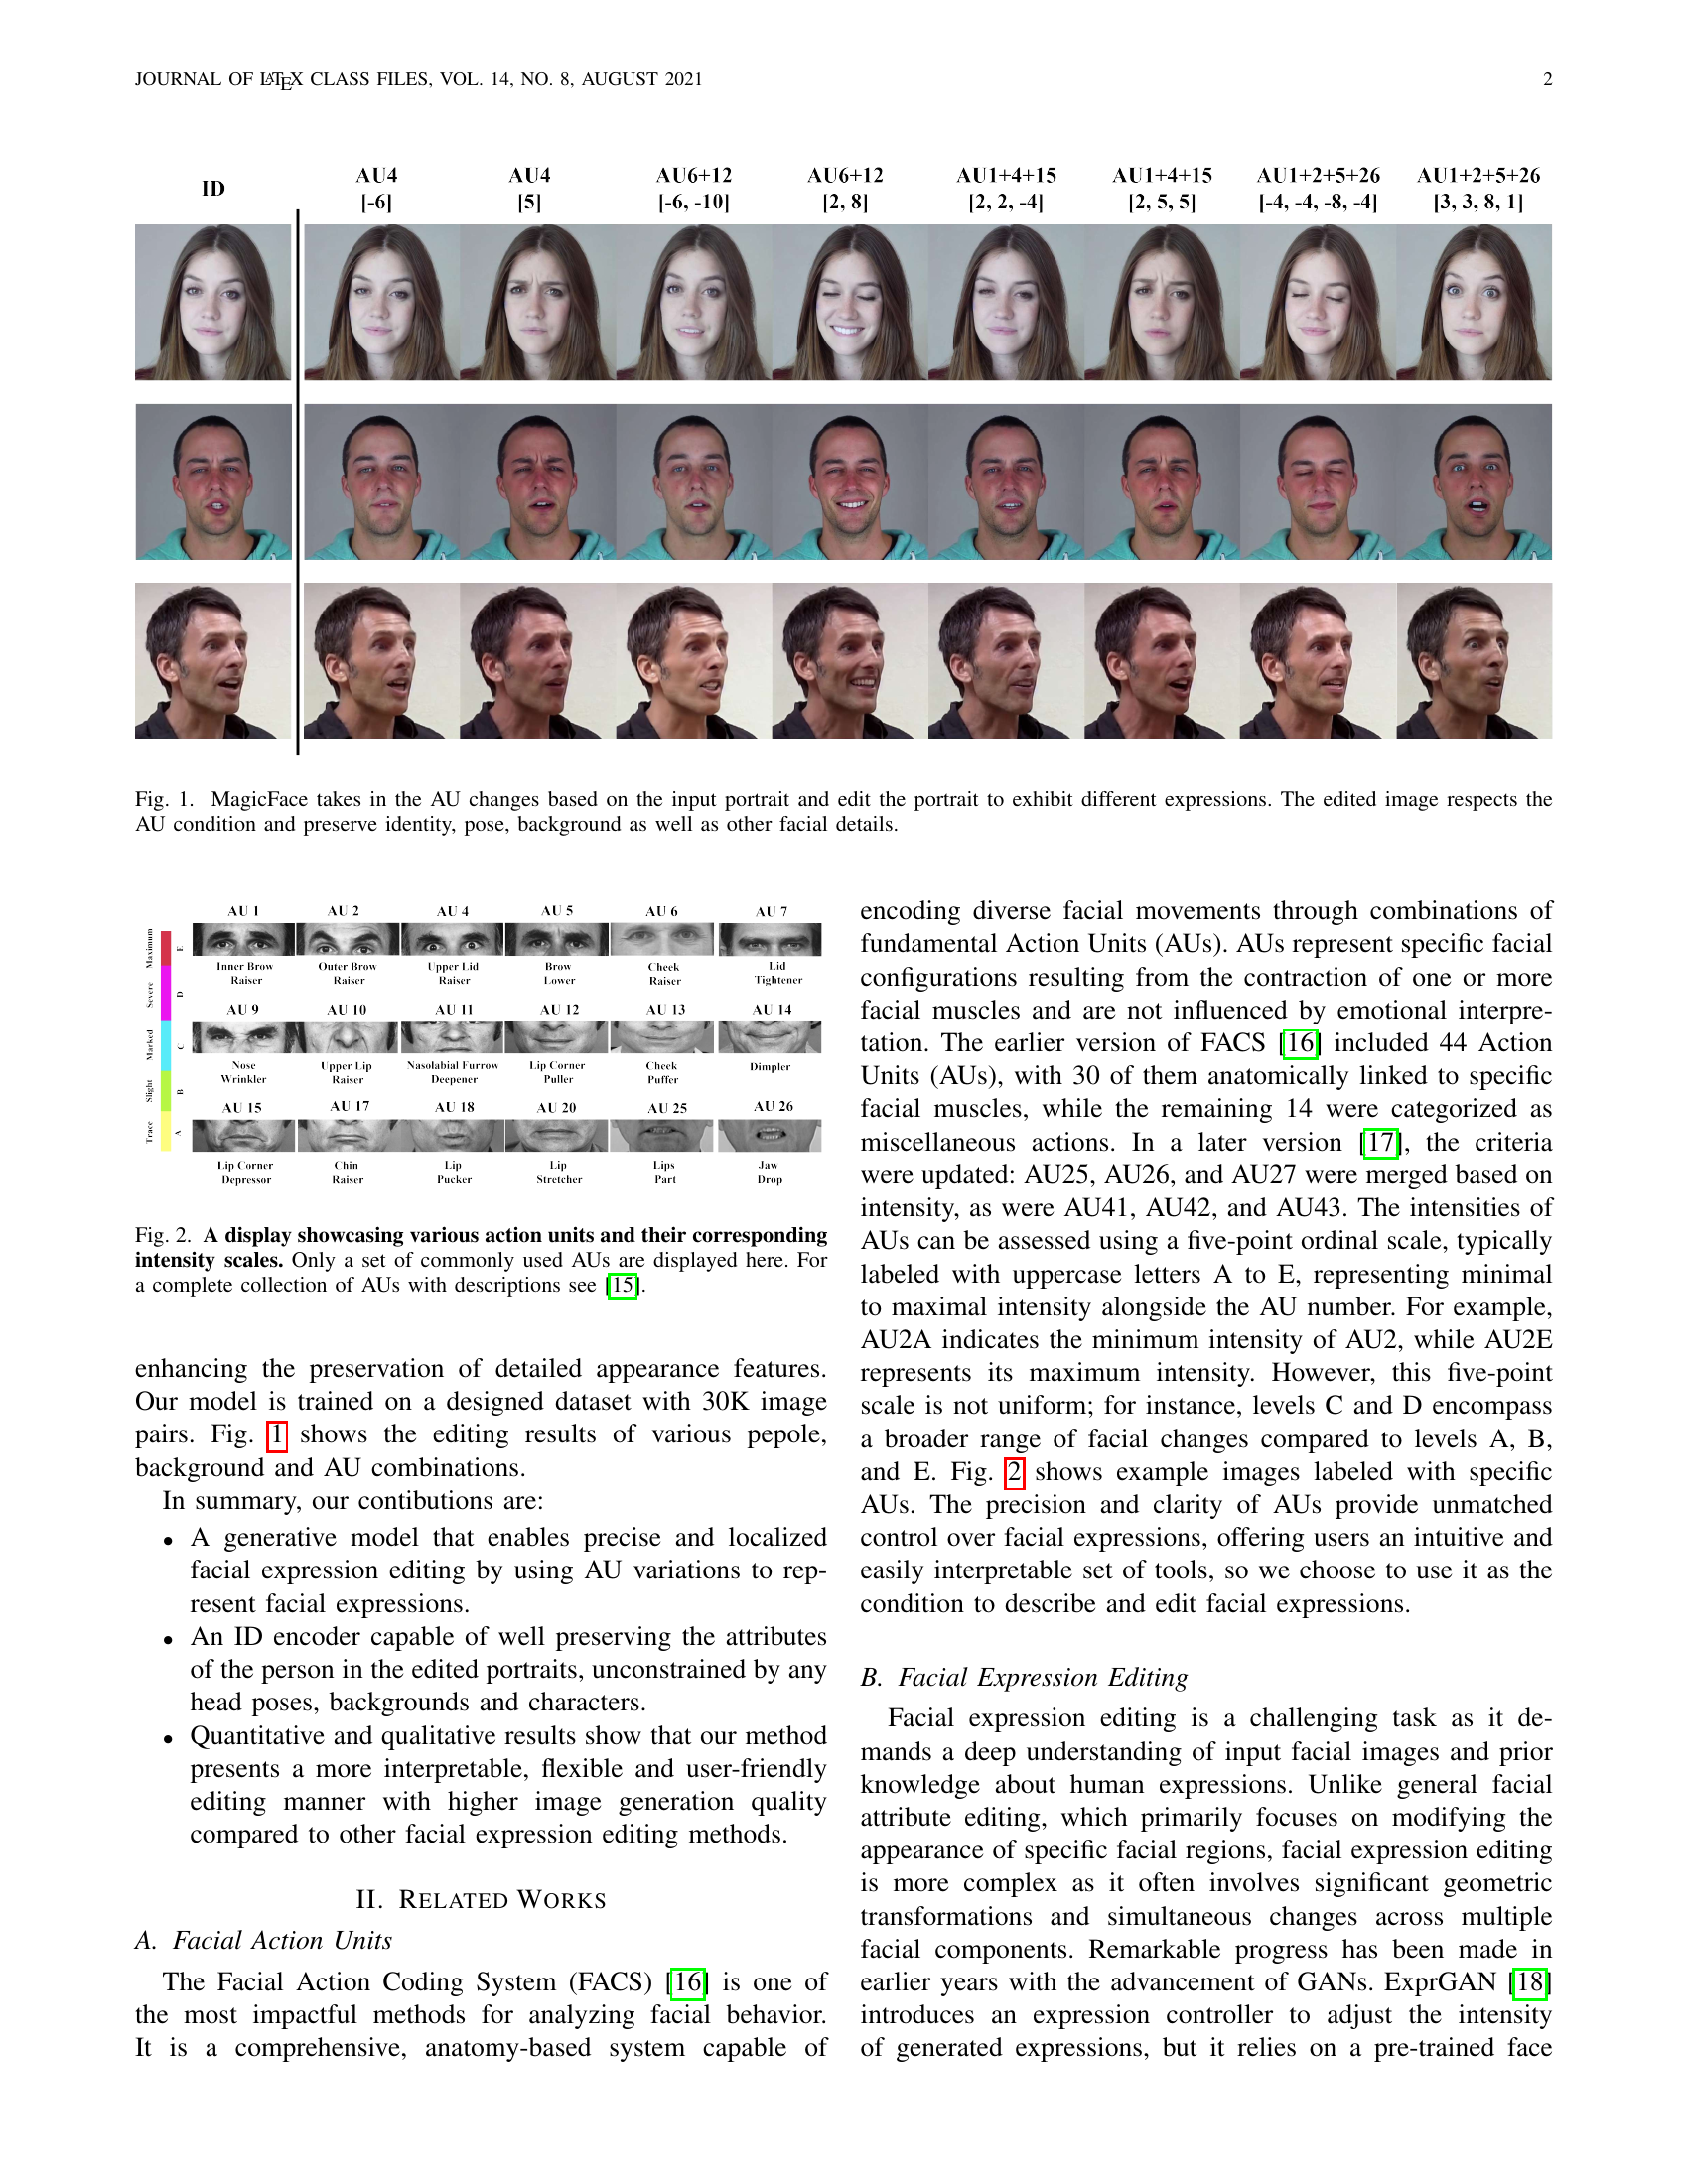 JOURNAL OF LATEX CLASS FILES, VOL. 14, NO. 8, AUGUST 2021
2
ID
AU4
[-6]
AU4
[5]
AU6+12
[-6, -10]
AU6+12
[2, 8]
AU1+4+15
[2, 2, -4]
AU1+4+15
[2, 5, 5]
AU1+2+5+26
[-4, -4, -8, -4]
AU1+2+5+26
[3, 3, 8, 1]
Fig. 1. MagicFace takes in the AU changes based on the input portrait and edit the portrait to exhibit different expressions. The edited image respects the
AU condition and preserve identity, pose, background as well as other facial details.
Maximum
Severe
Marked
Slight
Trace
E
D
C
B
A
AU 1
AU 2
AU 4
AU 5
AU 6
AU 7
Inner Brow
Raiser
Outer Brow
Raiser
Upper Lid
Raiser
Brow
Lower
Cheek
Raiser
Lid
Tightener
AU 9
AU 10
AU 11
AU 12
AU 13
AU 14
Nose
Wrinkler
Upper Lip
Raiser
Nasolabial Furrow
Deepener
Lip Corner
Puller
Cheek
Puffer
Dimpler
AU 15
AU 17
AU 18
AU 20
AU 25
AU 26
Lip Corner
Depressor
Chin
Raiser
Lip
Pucker
Lip
Stretcher
Lips
Part
Jaw
Drop
Fig. 2. A display showcasing various action units and their corresponding
intensity scales. Only a set of commonly used AUs are displayed here. For
a complete collection of AUs with descriptions see [15].
enhancing the preservation of detailed appearance features.
Our model is trained on a designed dataset with 30K image
pairs. Fig. 1 shows the editing results of various pepole,
background and AU combinations.
In summary, our contibutions are:
• A generative model that enables precise and localized
facial expression editing by using AU variations to rep-
resent facial expressions.
• An ID encoder capable of well preserving the attributes
of the person in the edited portraits, unconstrained by any
head poses, backgrounds and characters.
• Quantitative and qualitative results show that our method
presents a more interpretable, flexible and user-friendly
editing manner with higher image generation quality
compared to other facial expression editing methods.
II. RELATED WORKS
A. Facial Action Units
The Facial Action Coding System (FACS) [16] is one of
the most impactful methods for analyzing facial behavior.
It is a comprehensive, anatomy-based system capable of
encoding diverse facial movements through combinations of
fundamental Action Units (AUs). AUs represent specific facial
configurations resulting from the contraction of one or more
facial muscles and are not influenced by emotional interpre-
tation. The earlier version of FACS [16] included 44 Action
Units (AUs), with 30 of them anatomically linked to specific
facial muscles, while the remaining 14 were categorized as
miscellaneous actions. In a later version [17], the criteria
were updated: AU25, AU26, and AU27 were merged based on
intensity, as were AU41, AU42, and AU43. The intensities of
AUs can be assessed using a five-point ordinal scale, typically
labeled with uppercase letters A to E, representing minimal
to maximal intensity alongside the AU number. For example,
AU2A indicates the minimum intensity of AU2, while AU2E
represents its maximum intensity. However, this five-point
scale is not uniform; for instance, levels C and D encompass
a broader range of facial changes compared to levels A, B,
and E. Fig. 2 shows example images labeled with specific
AUs. The precision and clarity of AUs provide unmatched
control over facial expressions, offering users an intuitive and
easily interpretable set of tools, so we choose to use it as the
condition to describe and edit facial expressions.
B. Facial Expression Editing
Facial expression editing is a challenging task as it de-
mands a deep understanding of input facial images and prior
knowledge about human expressions. Unlike general facial
attribute editing, which primarily focuses on modifying the
appearance of specific facial regions, facial expression editing
is more complex as it often involves significant geometric
transformations and simultaneous changes across multiple
facial components. Remarkable progress has been made in
earlier years with the advancement of GANs. ExprGAN [18]
introduces an expression controller to adjust the intensity
of generated expressions, but it relies on a pre-trained face